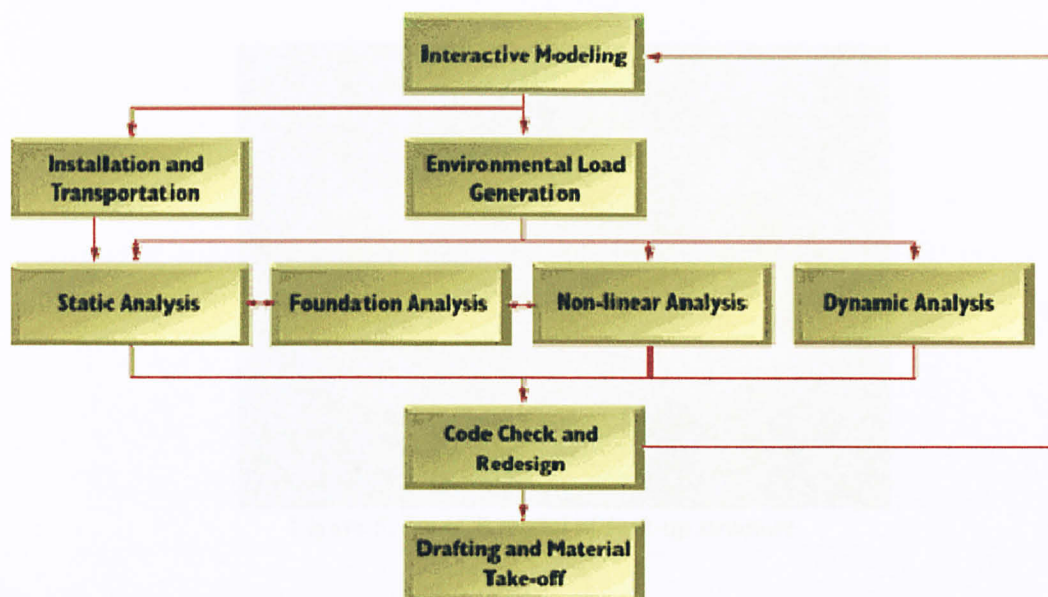 Interactive Modeling
Installation and
Transportation
Environmental Load
Generation
Static Analysis
Foundation Analysis
Non-linear Analysis
Dynamic Analysis
Code Check and
Redesign
Drafting and Material
Take-off